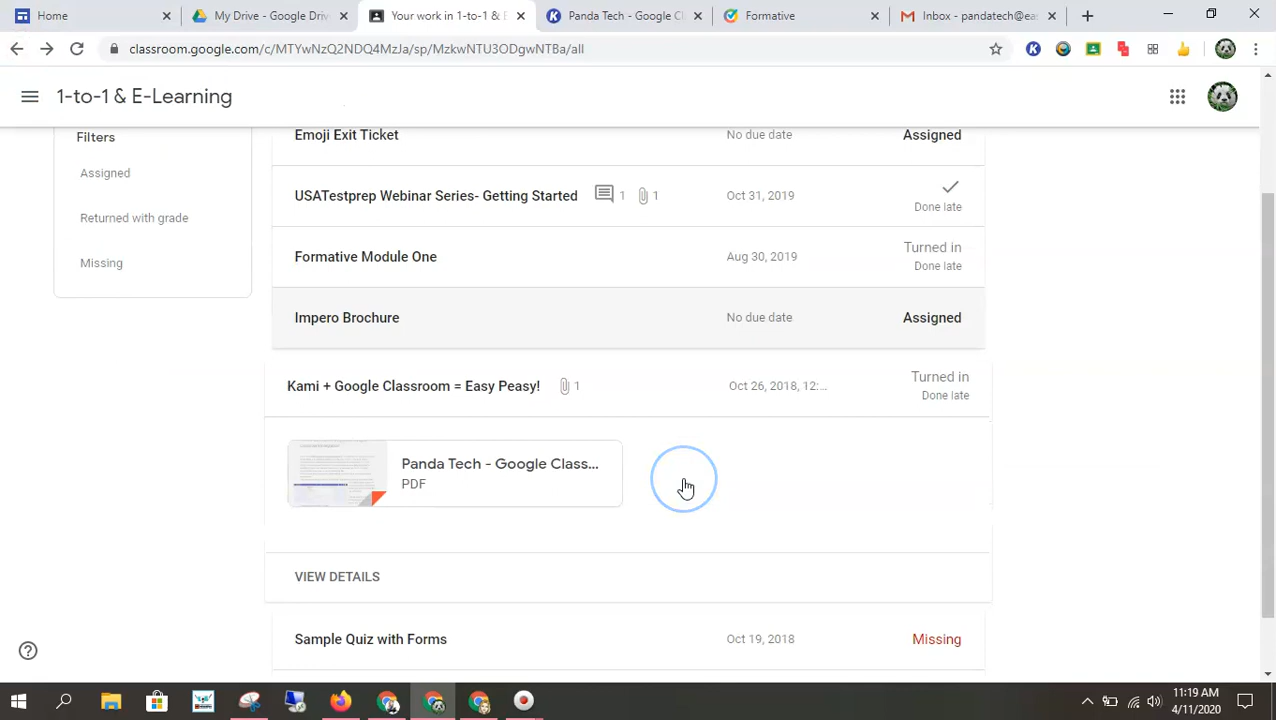 Home
My Drive - Google Driv
Your work in 1-to-1 & E
Panda Tech - Google Cl
Formative
Inbox - pandatech@eas
classroom.google.com/c/MTYwNzQ2NDQ4MzJa/sp/MzkwNTU3ODgwNTBa/all
1-to-1 & E-Learning
Filters
Assigned
Returned with grade
Missing
Emoji Exit Ticket
No due date
Assigned
USATestprep Webinar Series- Getting Started
1
1
Oct 31, 2019
Done late
Formative Module One
Aug 30, 2019
Turned in
Done late
Impero Brochure
No due date
Assigned
Kami + Google Classroom = Easy Peasy!
1
Oct 26, 2018, 12:...
Turned in
Done late
Panda Tech - Google Class...
PDF
VIEW DETAILS
Sample Quiz with Forms
Oct 19, 2018
Missing
11:19 AM
4/11/2020